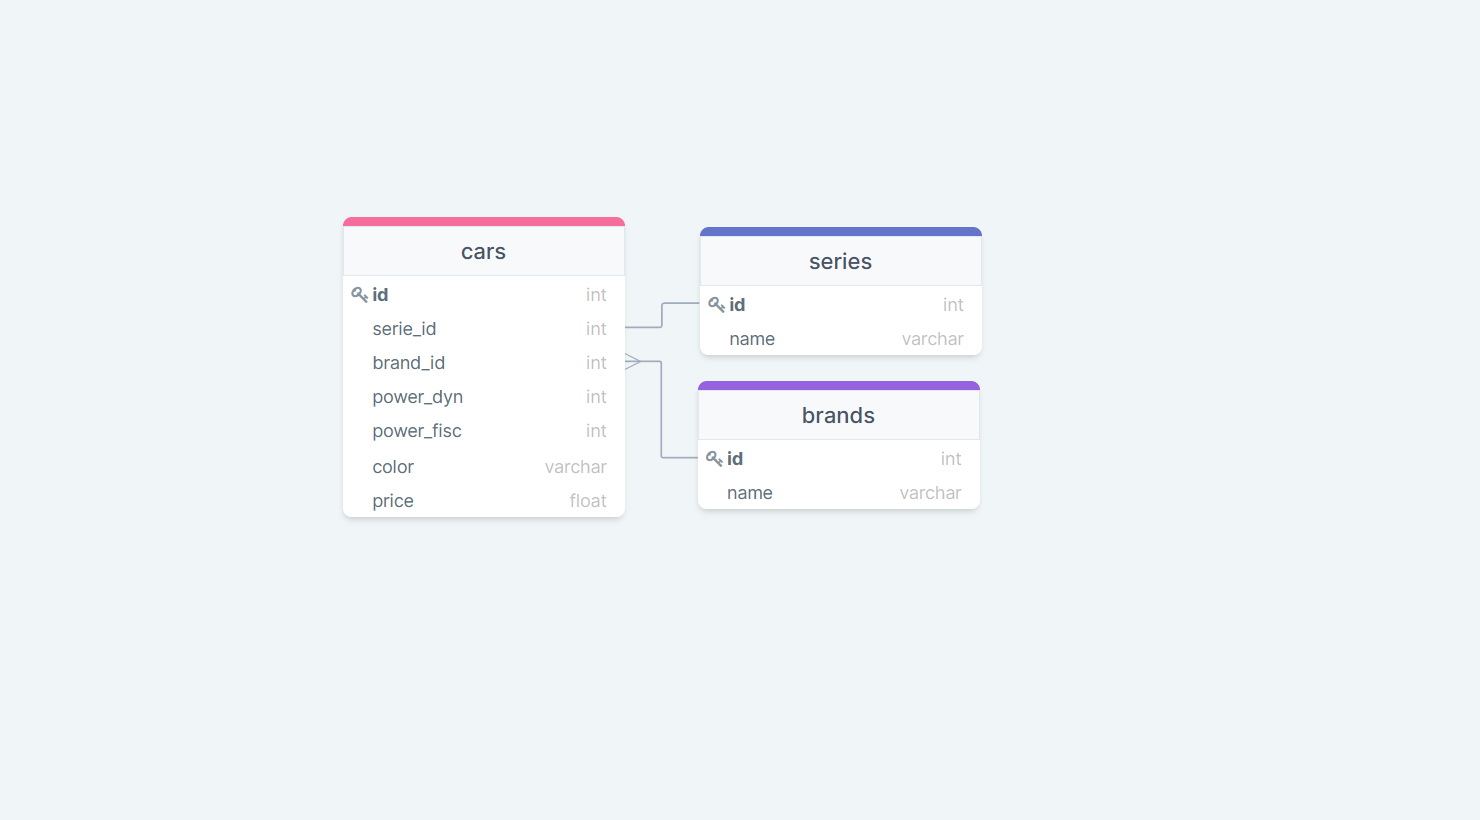 cars
id int
serie_id int
brand_id int
power_dyn int
power_fisc int
color varchar
price float
series
id int
name varchar
brands
id int
name varchar